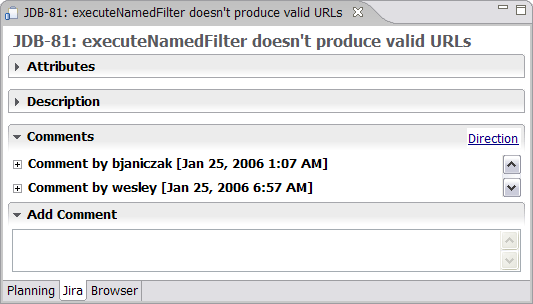 JDB-81: executeNamedFilter doesn't produce valid URLs
JDB-81: executeNamedFilter doesn't produce valid URLs
Attributes
Description
Comments
Direction
Comment by bjaniczak [Jan 25, 2006 1:07 AM]
Comment by wesley [Jan 25, 2006 6:57 AM]
Add Comment
Planning Jira Browser